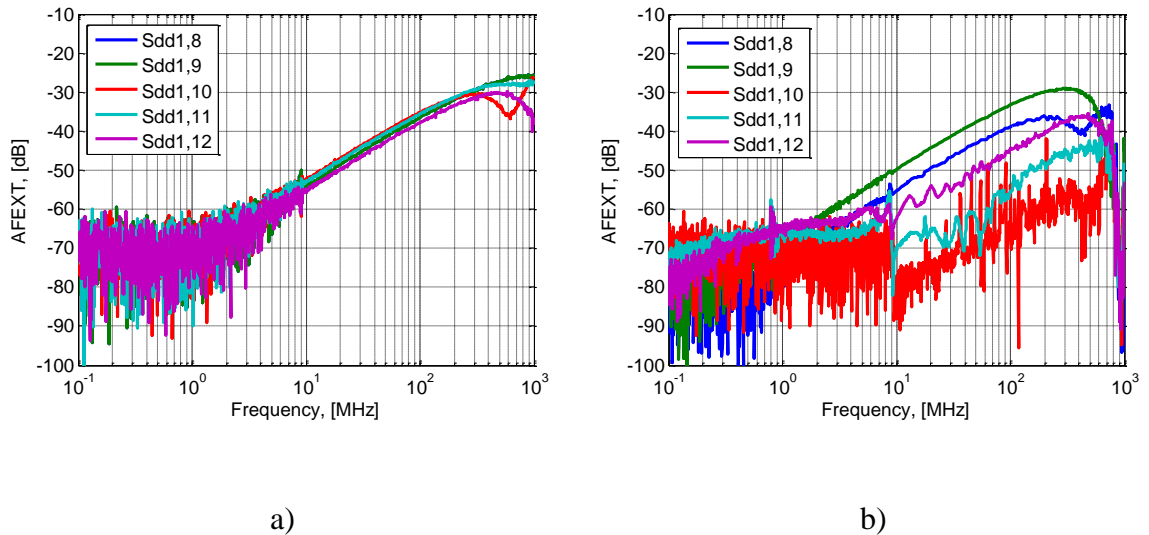 -10
-20
-30
-40
-50
-60
-70
-80
-90
-100
AFEXT, [dB]
Sdd1,8
Sdd1,9
Sdd1,10
Sdd1,11
Sdd1,12
10^-1
10^0
10^1
10^2
10^3
Frequency, [MHz]
a)
-10
-20
-30
-40
-50
-60
-70
-80
-90
-100
AFEXT, [dB]
Sdd1,8
Sdd1,9
Sdd1,10
Sdd1,11
Sdd1,12
10^-1
10^0
10^1
10^2
10^3
Frequency, [MHz]
b)